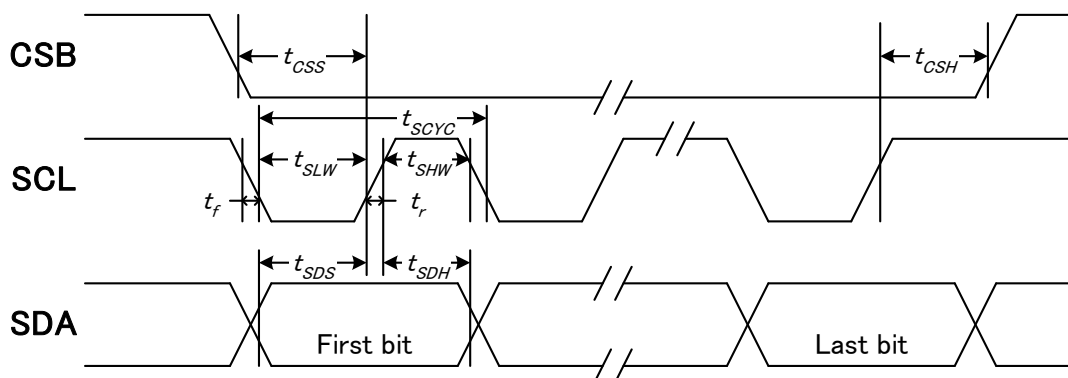 CSB
t_CSS
t_CSH
t_SCYC
SCL
t_SLW
t_SHW
t_f
t_r
SDA
t_SDS
t_SDH
First bit
Last bit